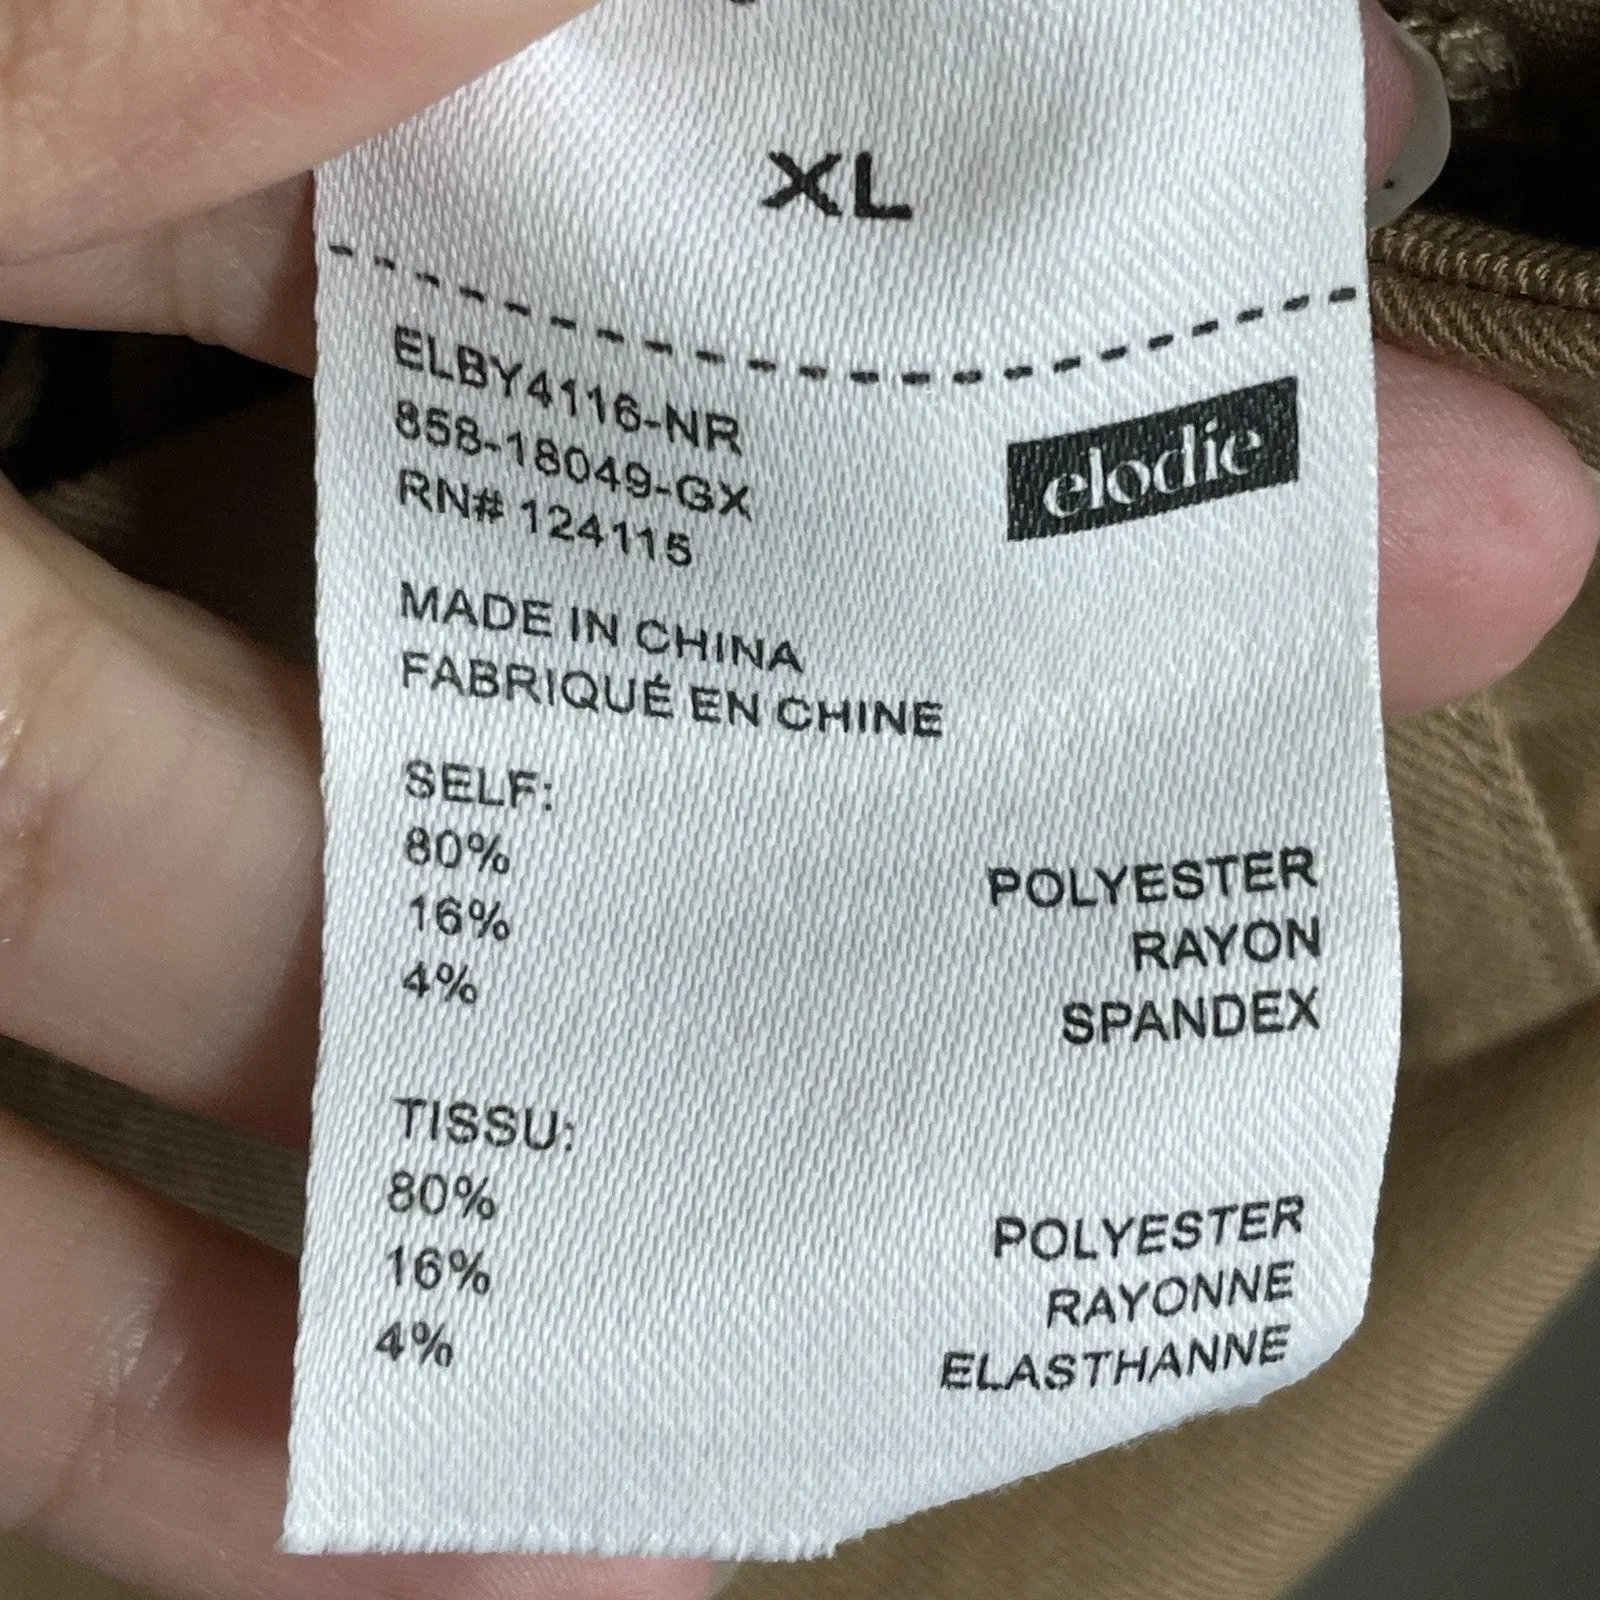 XL
ELBY4116-NR
858-18049-GX
RN# 124115
elodie
MADE IN CHINA
FABRIQUÉ EN CHINE
SELF:
80% POLYESTER
16% RAYON
4% SPANDEX
TISSU:
80% POLYESTER
16% RAYONNE
4% ELASTHANNE